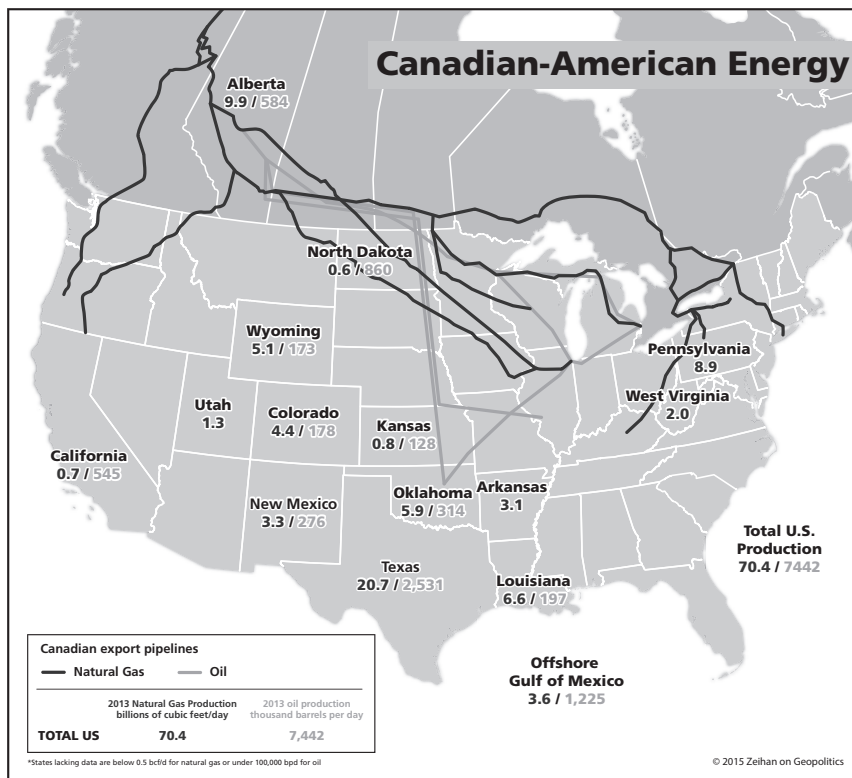 Canadian-American Energy
Alberta
9.9 / 584
North Dakota
0.6 / 860
Wyoming
5.1 / 173
Pennsylvania
8.9
West Virginia
2.0
Utah
1.3
Colorado
4.4 / 178
Kansas
0.8 / 128
California
0.7 / 545
New Mexico
3.3 / 276
Oklahoma
5.9 / 314
Arkansas
3.1
Total U.S.
Production
70.4 / 7442
Texas
20.7 / 2,531
Louisiana
6.6 / 197
Offshore
Gulf of Mexico
3.6 / 1,225
Canadian export pipelines
Natural Gas Oil
2013 Natural Gas Production
billions of cubic feet/day
2013 oil production
thousand barrels per day
TOTAL US 70.4 7,442
*States lacking data are below 0.5 bcf/d for natural gas or under 100,000 bpd for oil
© 2015 Zeihan on Geopolitics